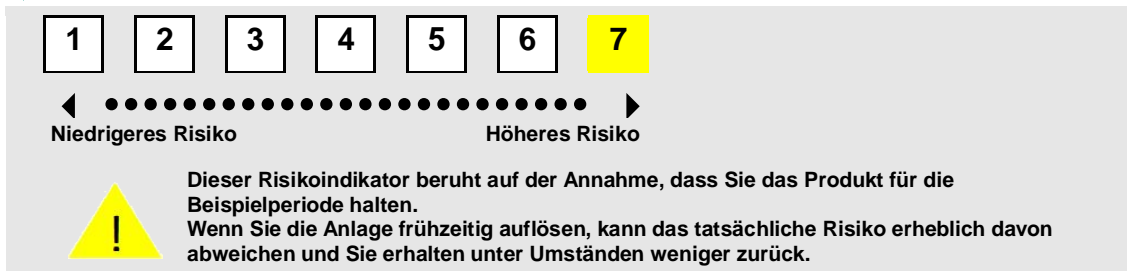 1 2 3 4 5 6 7
Niedrigeres Risiko Höheres Risiko
Dieser Risikoindikator beruht auf der Annahme, dass Sie das Produkt für die
Beispielperiode halten.
Wenn Sie die Anlage frühzeitig auflösen, kann das tatsächliche Risiko erheblich davon
abweichen und Sie erhalten unter Umständen weniger zurück.
!